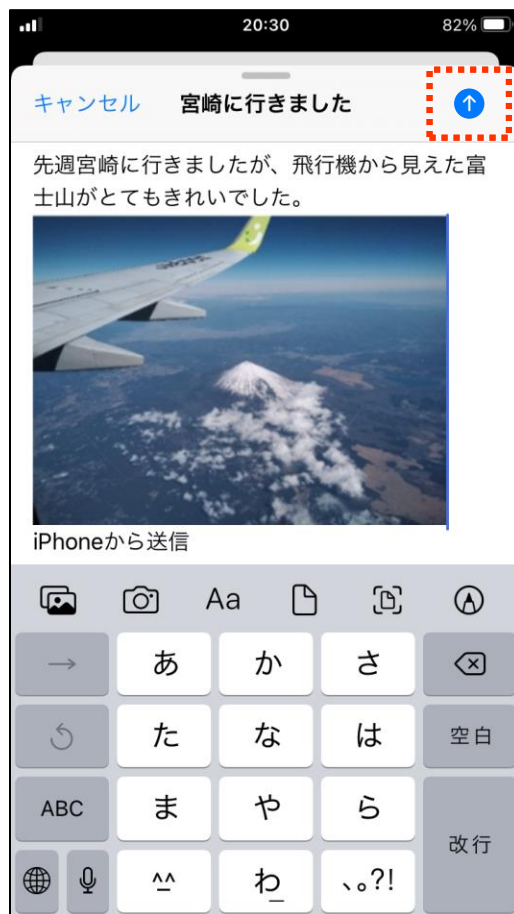 20:30 82%
キャンセル 宮崎に行きました
先週宮崎に行きましたが、飛行機から見えた富
士山がとてもきれいでした。
iPhoneから送信
Aa
→ あ か さ
た な は 空白
ABC ま や ら
^^ わ 、。?! 改行